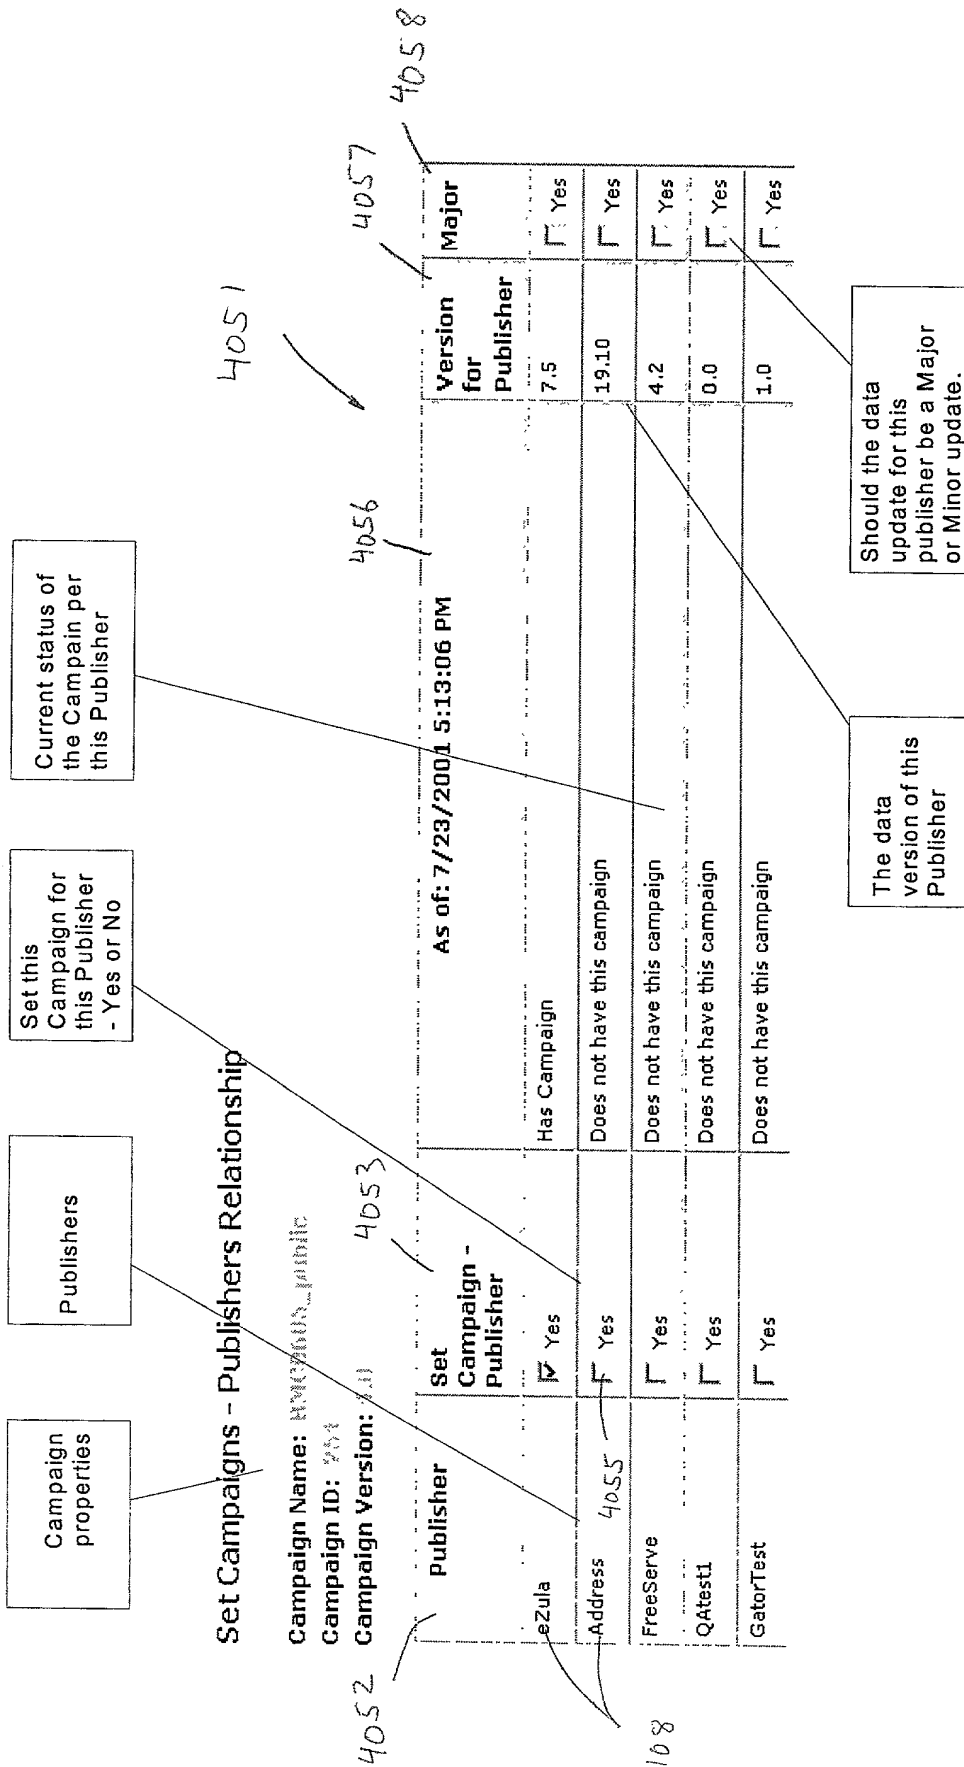 Campaign
properties
Publishers
Set this
Campaign for
this Publisher
- Yes or No
Current status of
the Campain per
this Publisher
Set Campaigns - Publishers Relationship
Campaign Name:
Campaign ID:
Campaign Version:
4051
4052
4053
4056
4057
4058
Publisher
Set
Campaign -
Publisher
As of: 7/23/2001 5:13:06 PM
Version
for
Publisher
Major
eZula Yes Has Campaign 7.5 Yes
Address Yes Does not have this campaign 19.10 Yes
FreeServe Yes Does not have this campaign 4.2 Yes
QAtest1 Yes Does not have this campaign 0.0 Yes
GatorTest Yes Does not have this campaign 1.0 Yes
4055
108
The data
version of this
Publisher
Should the data
update for this
publisher be a Major
or Minor update.